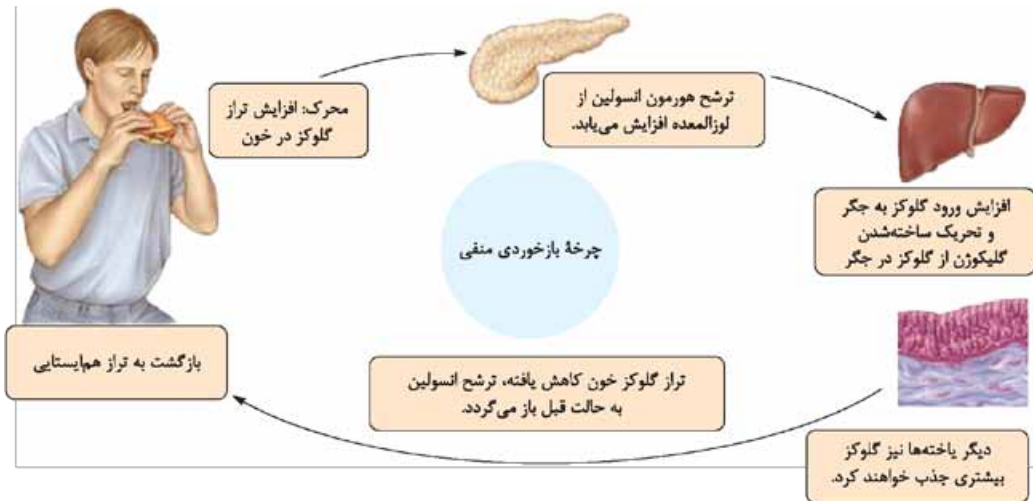 محرک: افزایش تراز
گلوکز در خون
ترشح هورمون انسولین از
لوزالمعده افزایش می‌یابد.
افزایش ورود گلوکز به جگر
و تحریک ساخته‌شدن
گلیکوژن از گلوکز در جگر
چرخهٔ بازخوردی منفی
دیگر یاخته‌ها نیز گلوکز
بیشتری جذب خواهند کرد.
تراز گلوکز خون کاهش یافته، ترشح انسولین
به حالت قبل باز می‌گردد.
بازگشت به تراز هم‌ایستایی